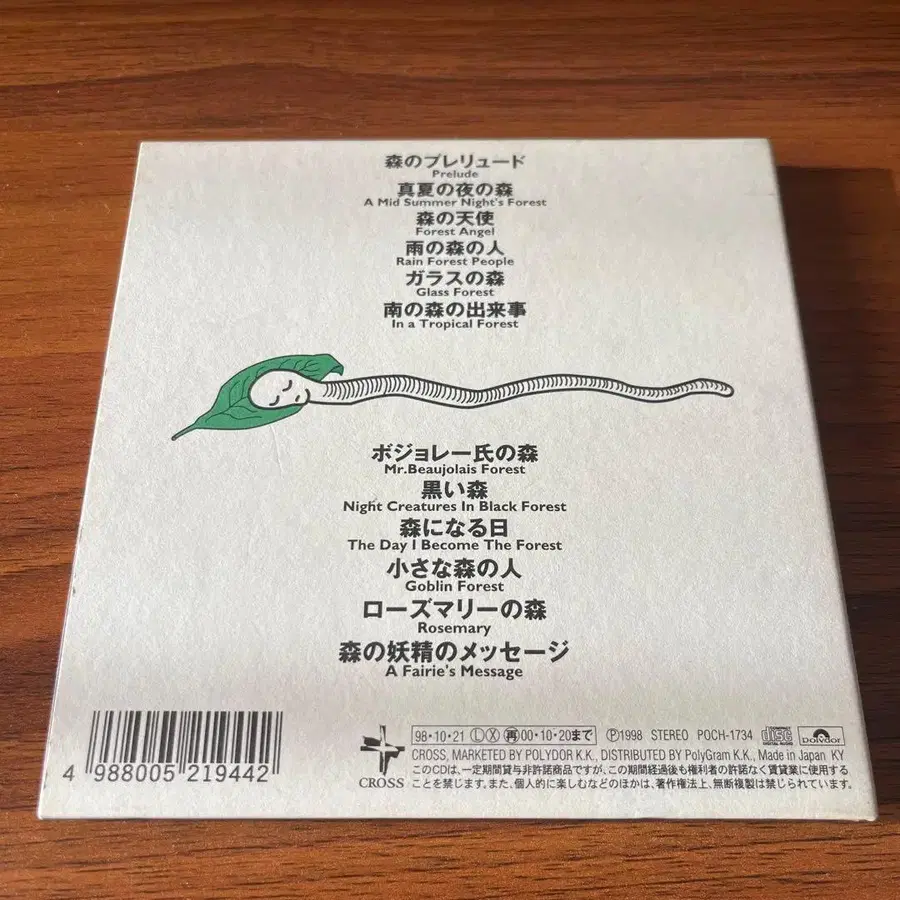 森のプレリュード
Prelude
真夏の夜の森
A Mid Summer Night's Forest
森の天使
Forest Angel
雨の森の人
Rain Forest People
ガラスの森
Glass Forest
南の森の出来事
In a Tropical Forest
ボジョレー氏の森
Mr.Beaujolais Forest
黒い森
Night Creatures In Black Forest
森になる日
The Day I Become The Forest
小さな森の人
Goblin Forest
ローズマリーの森
Rosemary
森の妖精のメッセージ
A Fairie's Message
4 988005 219442
CROSS
98・10・21 Ⓛ Ⓧ 再 00・10・20まで ℗1998 STEREO POCH-1734 disc DIGITAL AUDIO Polydor
CROSS, MARKETED BY POLYDOR K.K., DISTRIBUTED BY PolyGram K.K., Made in Japan KY
このCDは、一定期間貸与非許諾商品ですが、この期間経過後も権利者の許諾なく賃貸業に使用する
ことを禁じます。また、個人的に楽しむなどのほかは、著作権法上、無断複製は禁じられています。